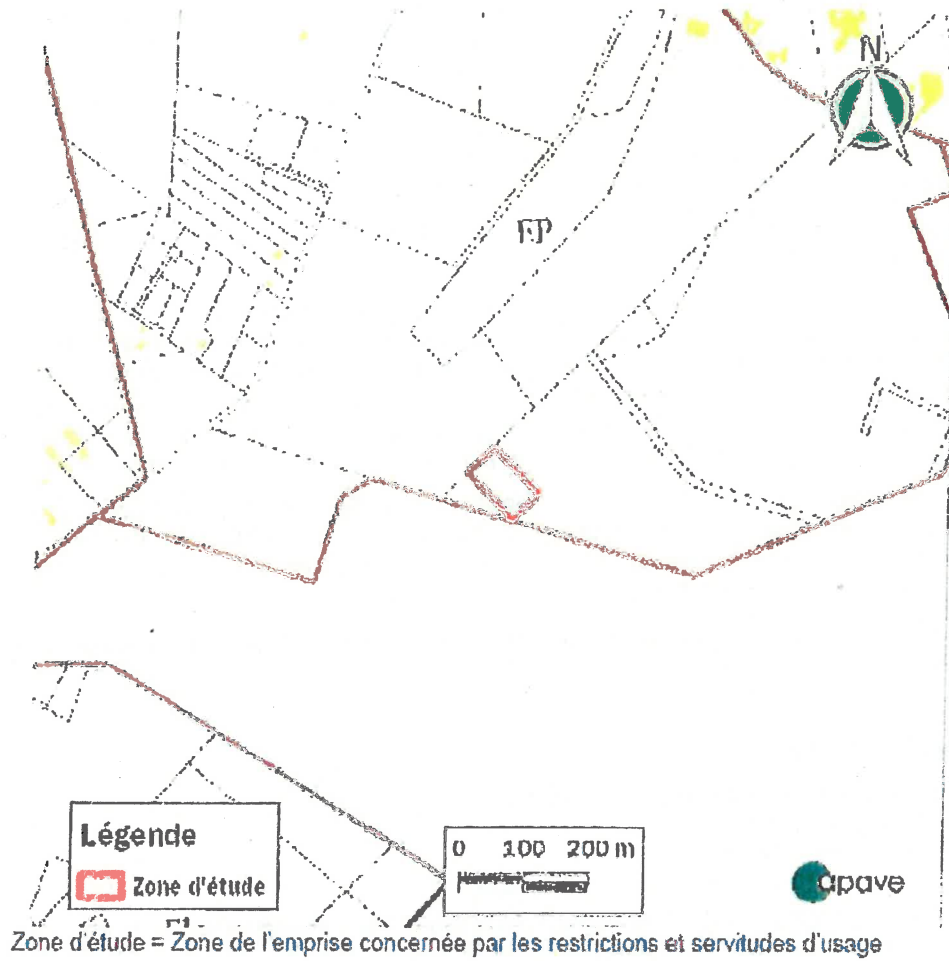 N
Légende
Zone d'étude
0 100 200 m
apave
Zone d'étude = Zone de l'emprise concernée par les restrictions et servitudes d'usage